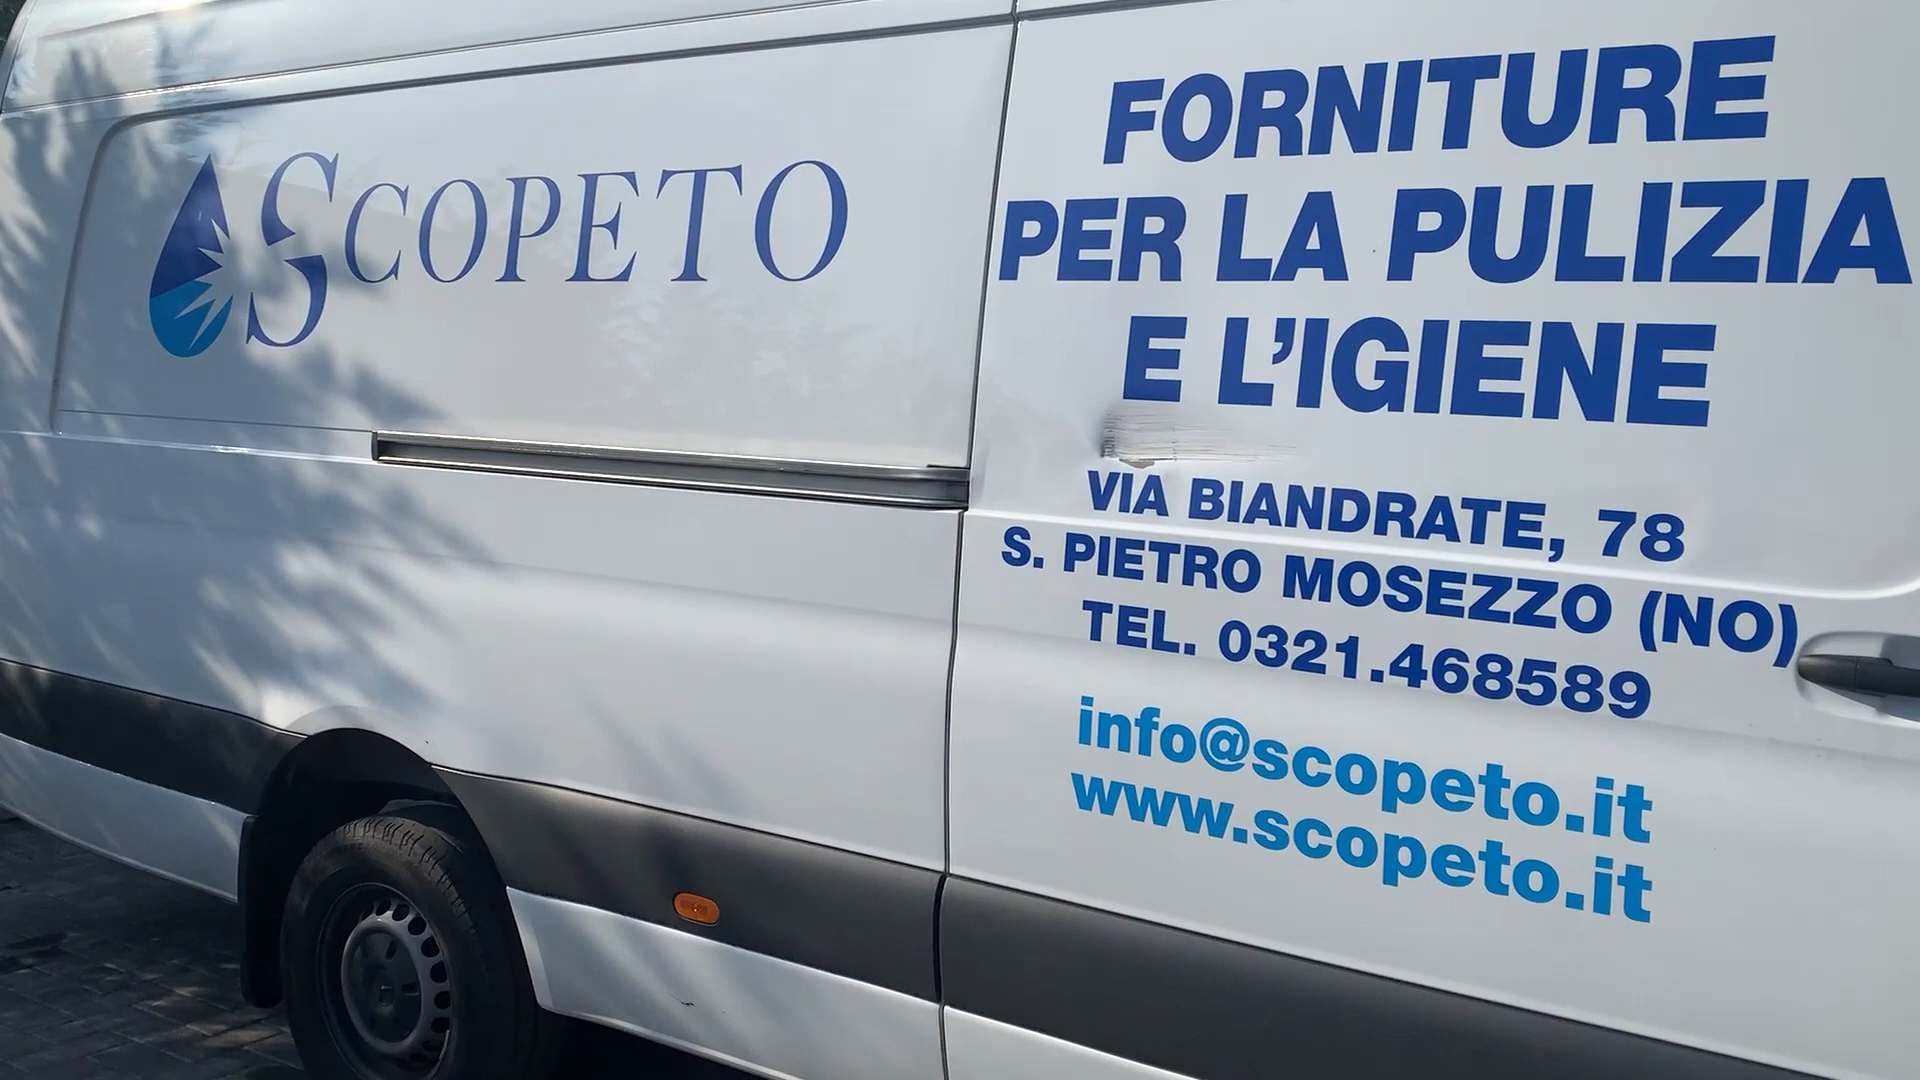 SCOPETO
FORNITURE
PER LA PULIZIA
E L'IGIENE
VIA BIANDRATE, 78
S. PIETRO MOSEZZO (NO)
TEL. 0321.468589
info@scopeto.it
www.scopeto.it